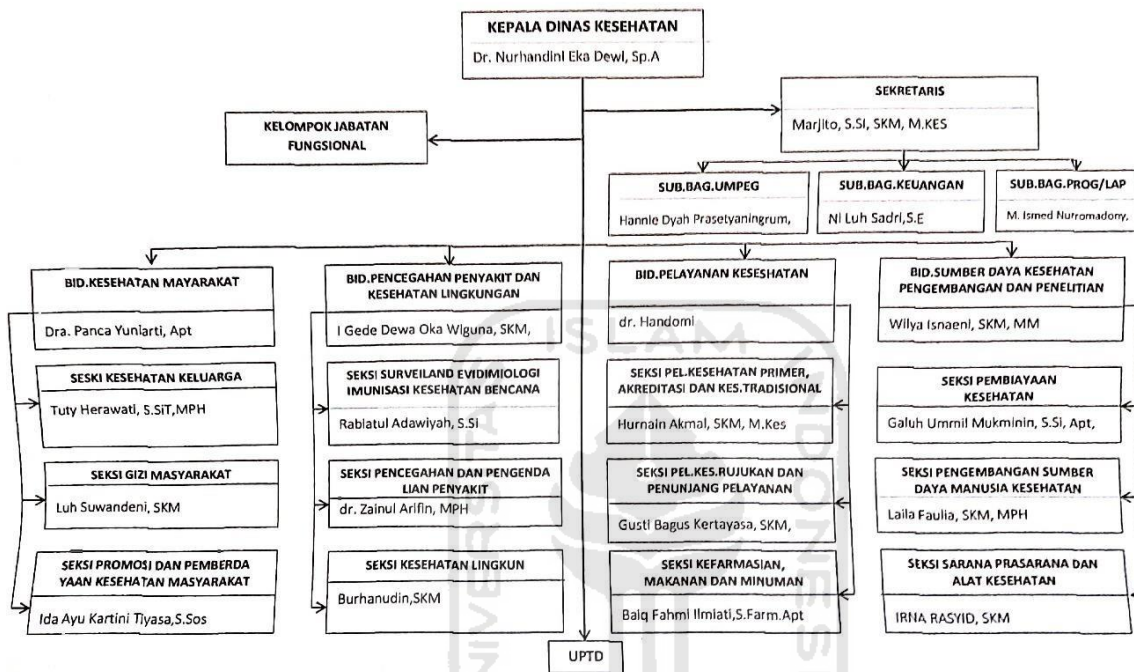 KEPALA DINAS KESEHATAN
Dr. Nurhandini Eka Dewi, Sp.A
SEKRETARIS
Marjito, S.SI, SKM, M.KES
KELOMPOK JABATAN
FUNGSIONAL
SUB.BAG.UMPEG
Hannie Dyah Prasetyaningrum,
SUB.BAG.KEUANGAN
Ni Luh Sadri,S.E
SUB.BAG.PROG/LAP
M. Ismed Nurromadony,
BID.KESEHATAN MAYARAKAT
Dra. Panca Yuniarti, Apt
BID.PENCEGAHAN PENYAKIT DAN
KESEHATAN LINGKUNGAN
I Gede Dewa Oka Wiguna, SKM,
BID.PELAYANAN KESESHATAN
dr. Handomi
BID.SUMBER DAYA KESEHATAN
PENGEMBANGAN DAN PENELITIAN
Wilya Isnaeni, SKM, MM
SESKI KESEHATAN KELUARGA
Tuty Herawati, S.SiT,MPH
SEKSI SURVEILAND EVIDIMIOLOGI
IMUNISASI KESEHATAN BENCANA
Rabiatul Adawiyah, S.Si
SEKSI PEL.KESEHATAN PRIMER,
AKREDITASI DAN KES.TRADISIONAL
Hurnain Akmal, SKM, M.Kes
SEKSI PEMBIAYAAN
KESEHATAN
Galuh Ummil Mukminin, S.Si, Apt,
SEKSI GIZI MASYARAKAT
Luh Suwandeni, SKM
SEKSI PENCEGAHAN DAN PENGENDA
LIAN PENYAKIT
dr. Zainul Arifin, MPH
SEKSI PEL.KES.RUJUKAN DAN
PENUNJANG PELAYANAN
Gusti Bagus Kertayasa, SKM,
SEKSI PENGEMBANGAN SUMBER
DAYA MANUSIA KESEHATAN
Laila Faulia, SKM, MPH
SEKSI PROMOSI DAN PEMBERDA
YAAN KESEHATAN MASYARAKAT
Ida Ayu Kartini Tiyasa,S.Sos
SEKSI KESEHATAN LINGKUN
Burhanudin,SKM
SEKSI KEFARMASIAN,
MAKANAN DAN MINUMAN
Baiq Fahmi Ilmiati,S.Farm.Apt
SEKSI SARANA PRASARANA DAN
ALAT KESEHATAN
IRNA RASYID, SKM
UPTD
ISLAM